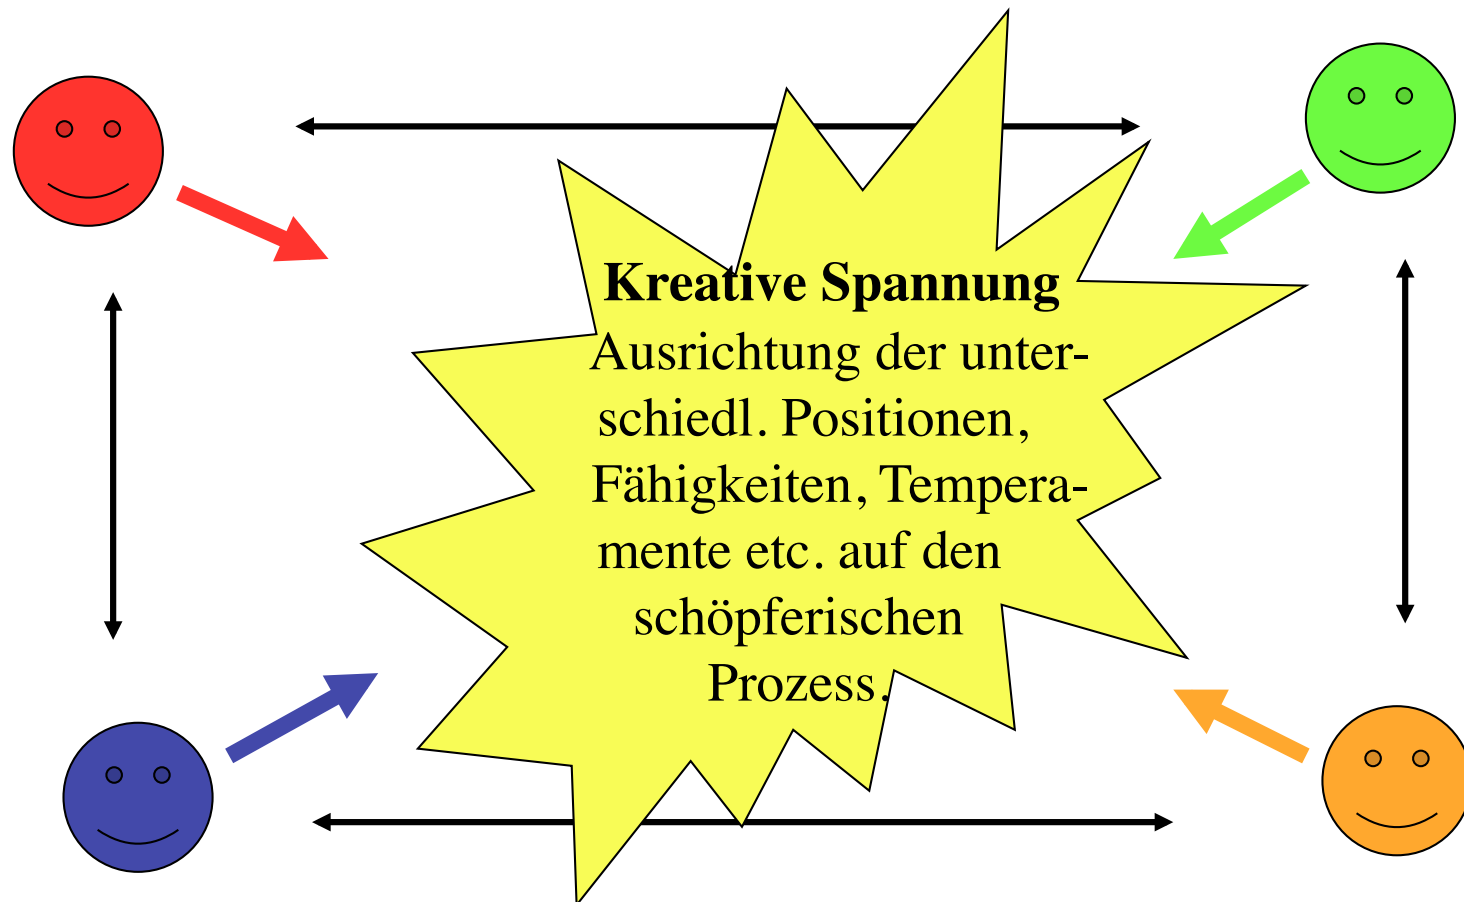 Kreative Spannung
Ausrichtung der unter-
schiedl. Positionen,
Fähigkeiten, Tempera-
mente etc. auf den
schöpferischen
Prozess.